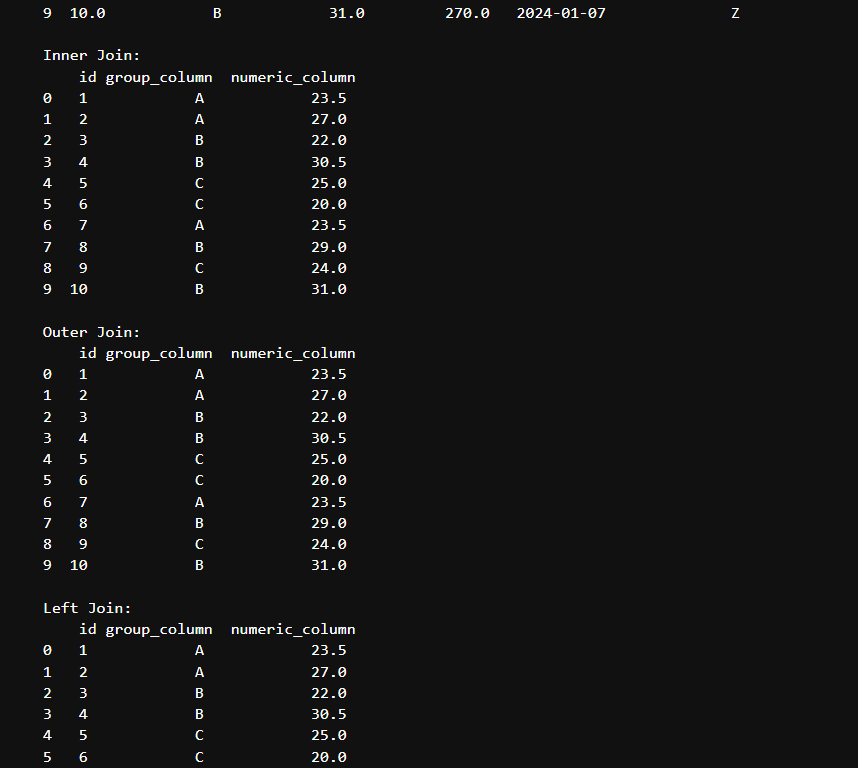 9  10.0            B            31.0         270.0   2024-01-07              Z
Inner Join:
    id group_column  numeric_column
0   1            A            23.5
1   2            A            27.0
2   3            B            22.0
3   4            B            30.5
4   5            C            25.0
5   6            C            20.0
6   7            A            23.5
7   8            B            29.0
8   9            C            24.0
9  10            B            31.0
Outer Join:
    id group_column  numeric_column
0   1            A            23.5
1   2            A            27.0
2   3            B            22.0
3   4            B            30.5
4   5            C            25.0
5   6            C            20.0
6   7            A            23.5
7   8            B            29.0
8   9            C            24.0
9  10            B            31.0
Left Join:
    id group_column  numeric_column
0   1            A            23.5
1   2            A            27.0
2   3            B            22.0
3   4            B            30.5
4   5            C            25.0
5   6            C            20.0